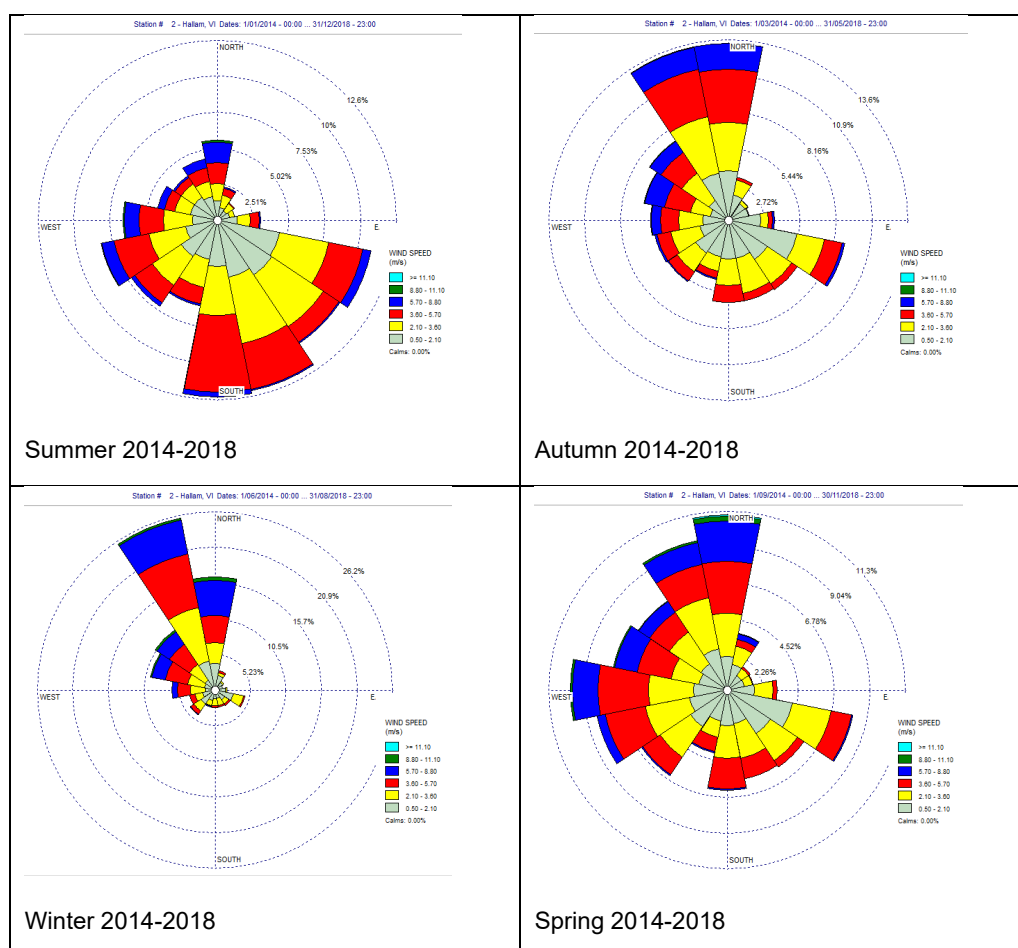 Station #    2 - Hallam, VI  Dates: 1/01/2014 - 00:00 ... 31/12/2018 - 23:00
NORTH
12.6%
10%
7.53%
5.02%
2.51%
WEST
E.
SOUTH
WIND SPEED
(m/s)
>= 11.10
8.80 - 11.10
5.70 - 8.80
3.60 - 5.70
2.10 - 3.60
0.50 - 2.10
Calms: 0.00%
Summer 2014-2018
Station #    2 - Hallam, VI  Dates: 1/03/2014 - 00:00 ... 31/05/2018 - 23:00
NORTH
13.6%
10.9%
8.16%
5.44%
2.72%
WEST
E.
SOUTH
WIND SPEED
(m/s)
>= 11.10
8.80 - 11.10
5.70 - 8.80
3.60 - 5.70
2.10 - 3.60
0.50 - 2.10
Calms: 0.00%
Autumn 2014-2018
Station #    2 - Hallam, VI  Dates: 1/06/2014 - 00:00 ... 31/08/2018 - 23:00
NORTH
26.2%
20.9%
15.7%
10.5%
5.23%
WEST
E.
SOUTH
WIND SPEED
(m/s)
>= 11.10
8.80 - 11.10
5.70 - 8.80
3.60 - 5.70
2.10 - 3.60
0.50 - 2.10
Calms: 0.00%
Winter 2014-2018
Station #    2 - Hallam, VI  Dates: 1/09/2014 - 00:00 ... 30/11/2018 - 23:00
NORTH
11.3%
9.04%
6.78%
4.52%
2.26%
WEST
E.
SOUTH
WIND SPEED
(m/s)
>= 11.10
8.80 - 11.10
5.70 - 8.80
3.60 - 5.70
2.10 - 3.60
0.50 - 2.10
Calms: 0.00%
Spring 2014-2018